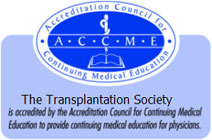 Accreditation Council for
A·C·C·M·E
Continuing Medical Education
The Transplantation Society
is accredited by the Accreditation Council for Continuing Medical
Education to provide continuing medical education for physicians.